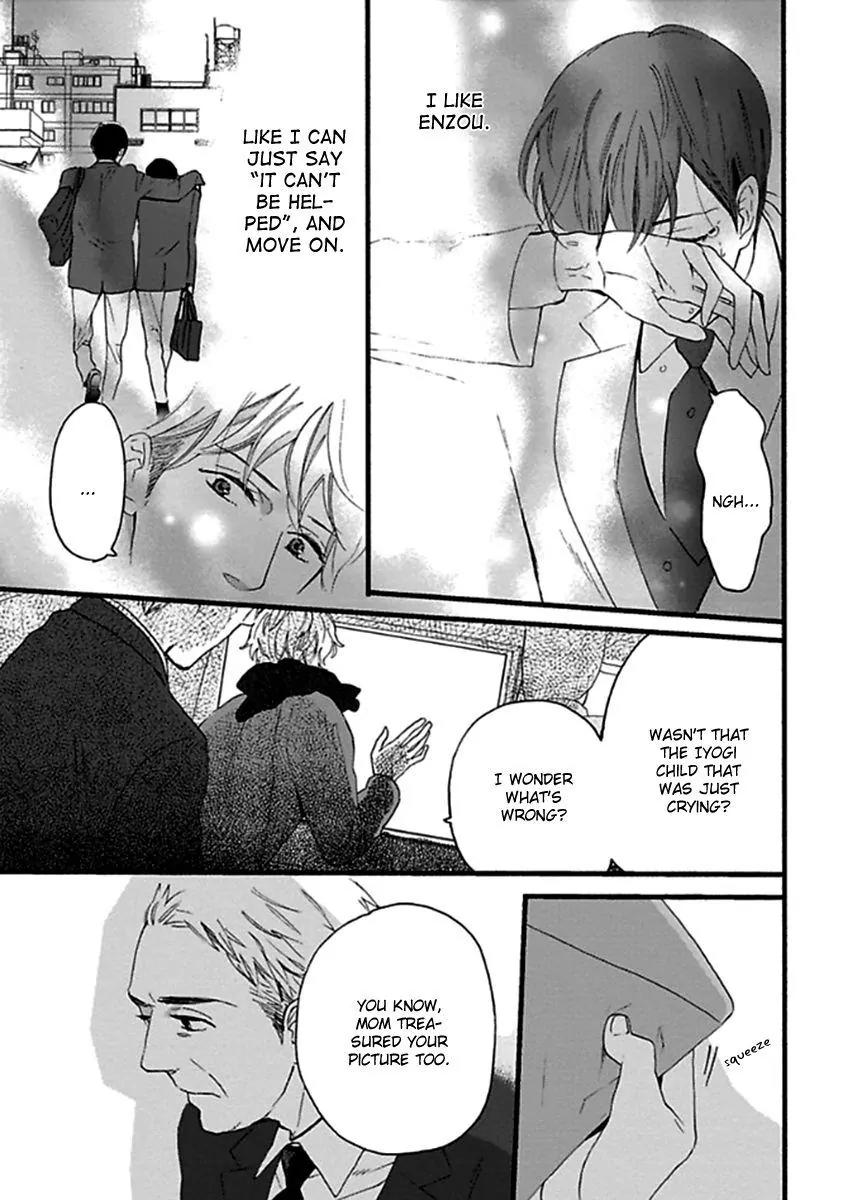 I LIKE
ENZOU.
NGH...
LIKE I CAN
JUST SAY
“IT CAN’T
BE HEL-
PED”, AND
MOVE ON.
...
WASN’T THAT
THE IYOGI
CHILD THAT
WAS JUST
CRYING?
I WONDER
WHAT’S
WRONG?
squeeze
YOU KNOW,
MOM TREA-
SURED YOUR
PICTURE TOO.